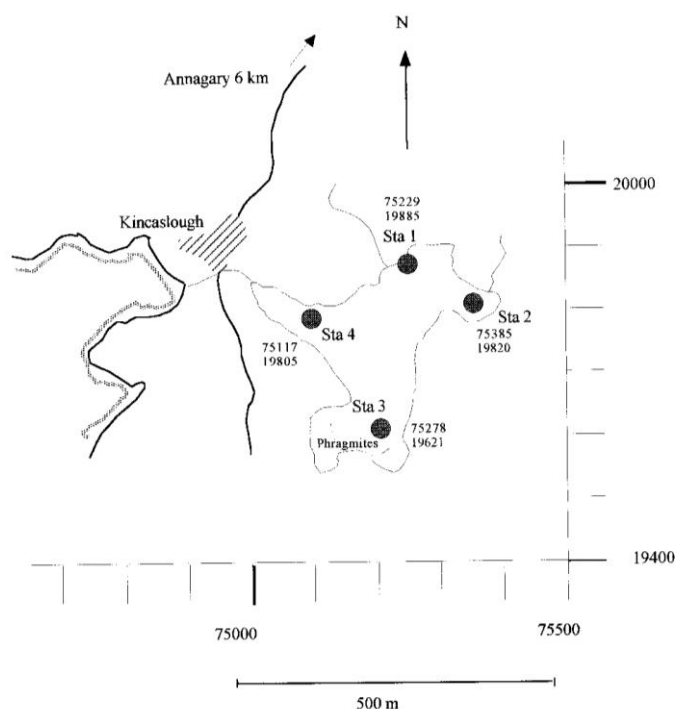 N
Annagary 6 km
20000
75229
19885
Kincaslough
Sta 1
Sta 2
Sta 4
75385
19820
75117
19805
Sta 3
75278
19621
Phragmites
19400
75000
75500
500 m